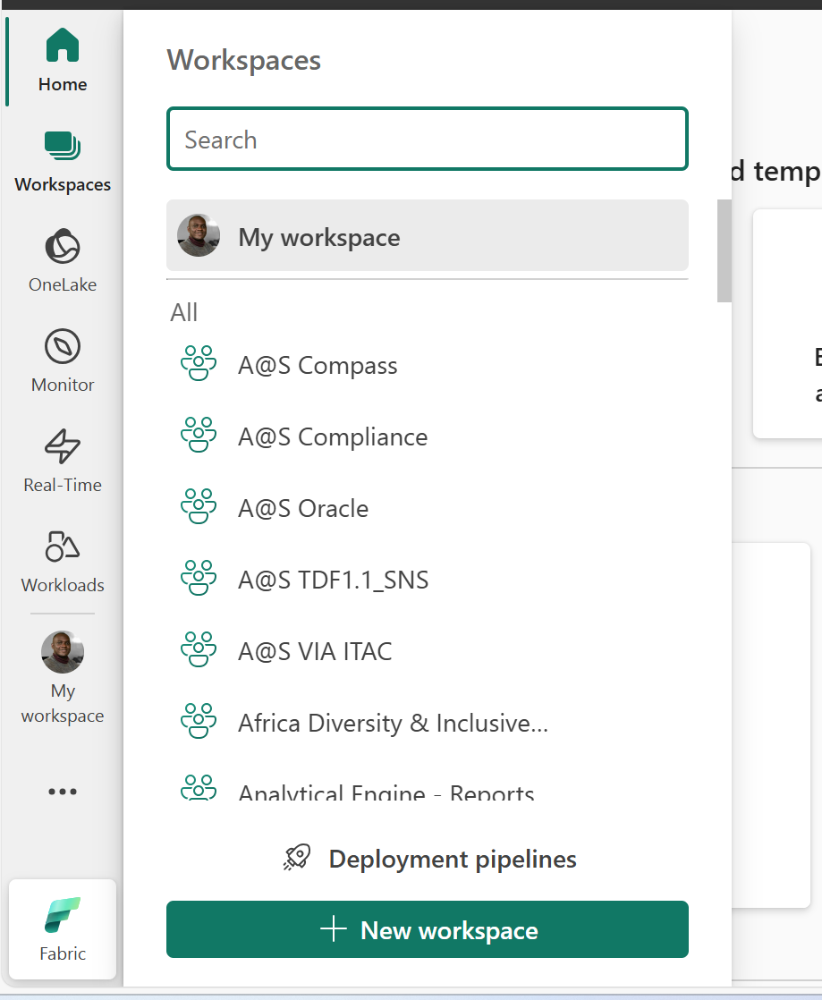 Home
Workspaces
OneLake
Monitor
Real-Time
Workloads
My
workspace
Fabric
Workspaces
Search
My workspace
All
A@S Compass
A@S Compliance
A@S Oracle
A@S TDF1.1_SNS
A@S VIA ITAC
Africa Diversity & Inclusive...
Analytical Engine - Reports
Deployment pipelines
New workspace